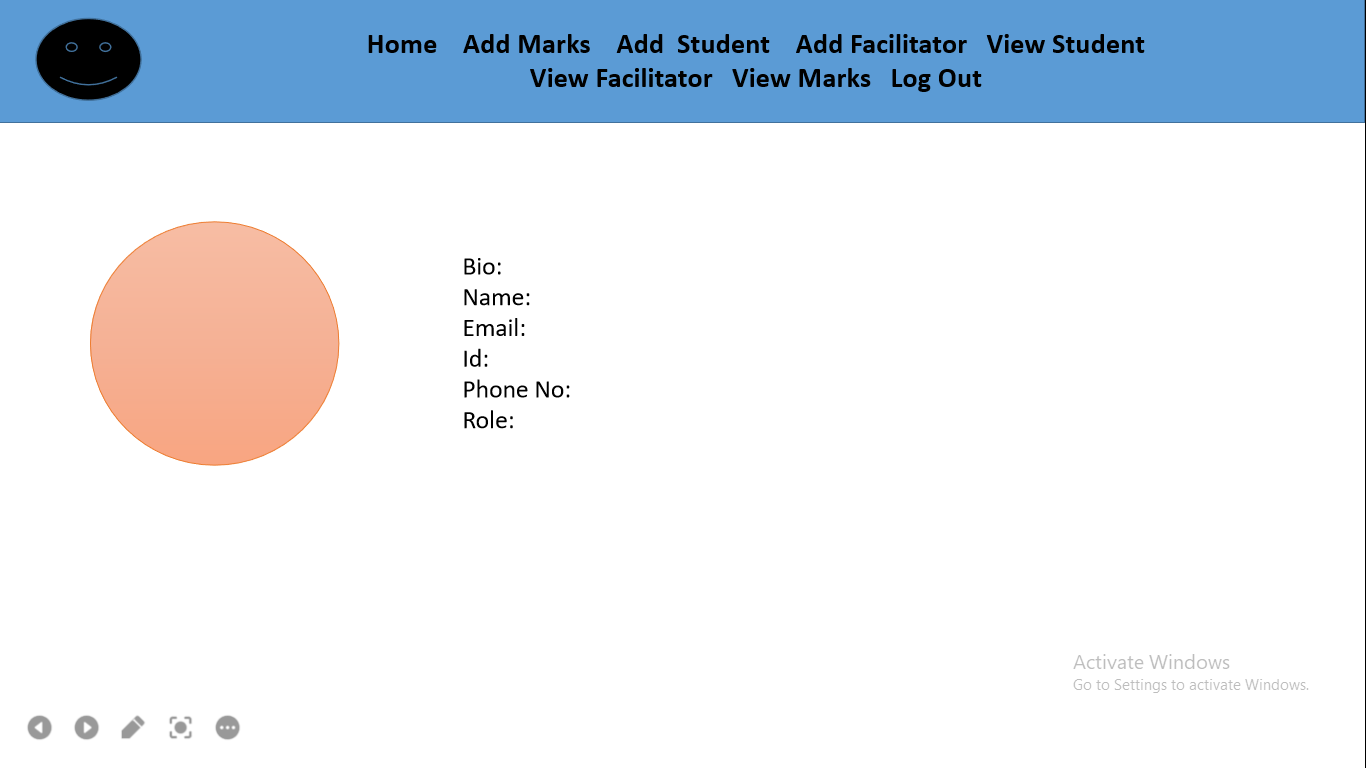 Home Add Marks Add Student Add Facilitator View Student
View Facilitator View Marks Log Out
Bio:
Name:
Email:
Id:
Phone No:
Role:
Activate Windows
Go to Settings to activate Windows.